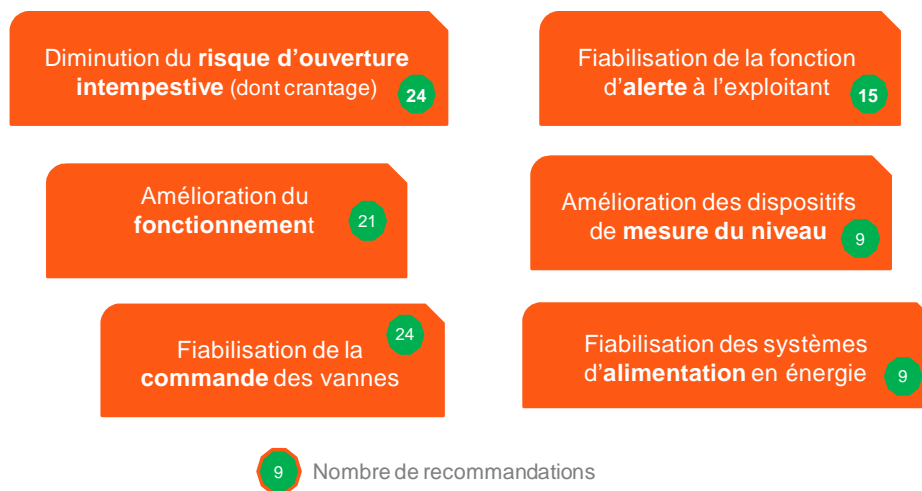 Diminution du risque d'ouverture
intempestive (dont crantage)
24
Fiabilisation de la fonction
d'alerte à l'exploitant
15
Amélioration du
fonctionnement
21
Amélioration des dispositifs
de mesure du niveau
9
Fiabilisation de la
commande des vannes
24
Fiabilisation des systèmes
d'alimentation en énergie
9
9
Nombre de recommandations